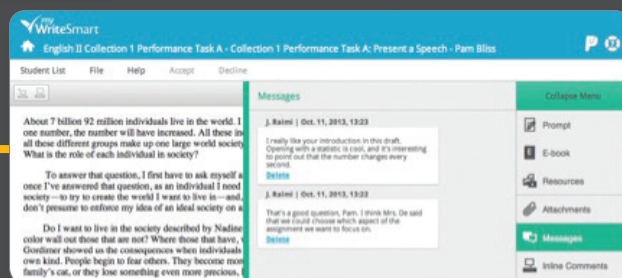 my
WriteSmart
English II Collection 1 Performance Task A - Collection 1 Performance Task A: Present a Speech - Pam Bliss
Student List File Help Accept Decline
About 7 billion 92 million individuals live in the world. I
one number, the number will have increased. All these in
all these different groups make up one large world society
What is the role of each individual in society?
To answer that question, I first have to ask myself a
once I've answered that question, as an individual I need
society—to try to create the world I want to live in—and,
don't presume to enforce my idea of an ideal society on a
Do I want to live in the society described by Nadine
color wall out those that are not? Where those that have,
Gordimer showed us the consequences when individuals
own kind. People begin to fear others. They become more
family's cat, or they lose something even more precious,
Messages
J. Raimi | Oct. 11, 2013, 13:23
I really like your introduction in this draft.
Opening with a statistic is cool, and it's interesting
to point out that the number changes every
second.
Delete
J. Raimi | Oct. 11, 2013, 13:23
That's a good question, Pam. I think Mrs. De said
that we could choose which aspect of the
assignment we want to focus on.
Delete
Collapse Menu
Prompt
E-book
Resources
Attachments
Messages
Inline Comments